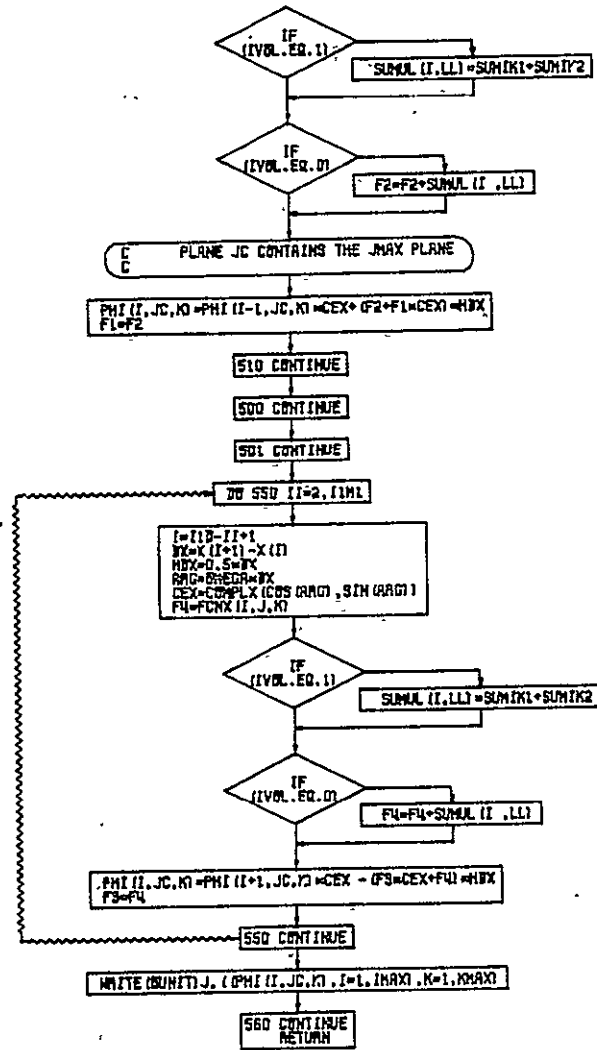 IF
(IVOL.EQ.1)
SUMUL(I,LL)=SUMIK1+SUMIK2
IF
(IVOL.EQ.0)
F2=F2+SUMUL(I ,LL)
C PLANE JC CONTAINS THE JMAX PLANE
C
PHI(I,JC,K)=PHI(I-1,JC,K)*CEX+(F2+F1*CEX)*HDX
F1=F2
510 CONTINUE
500 CONTINUE
501 CONTINUE
DO 550 II=2,I1M1
I=I1D-II+1
DX=X(I+1)-X(I)
HDX=0.5*DX
ARG=OMEGA*DX
CEX=COMPLX(COS(ARG),SIN(ARG))
F4=FCNX(I,J,K)
IF
(IVOL.EQ.1)
SUMUL(I,LL)=SUMIK1+SUMIK2
IF
(IVOL.EQ.0)
F4=F4+SUMUL(I ,LL)
PHI(I,JC,K)=PHI(I+1,JC,K)*CEX -(F3*CEX+F4)*HDX
F3=F4
550 CONTINUE
WRITE(OUNIT)J,((PHI(I,JC,K),I=1,IMAX),K=1,KMAX)
560 CONTINUE
RETURN